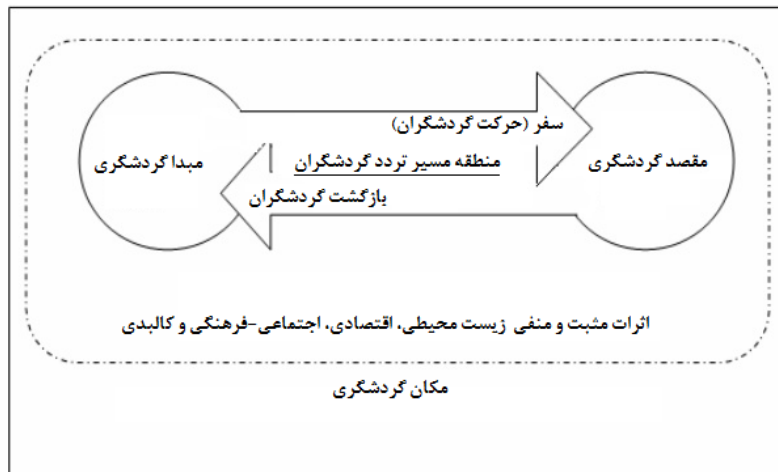 سفر (حرکت گردشگران)
مقصد گردشگری
منطقه مسیر تردد گردشگران
مبدا گردشگری
بازگشت گردشگران
اثرات مثبت و منفی زیست محیطی، اقتصادی، اجتماعی-فرهنگی و کالبدی
مکان گردشگری